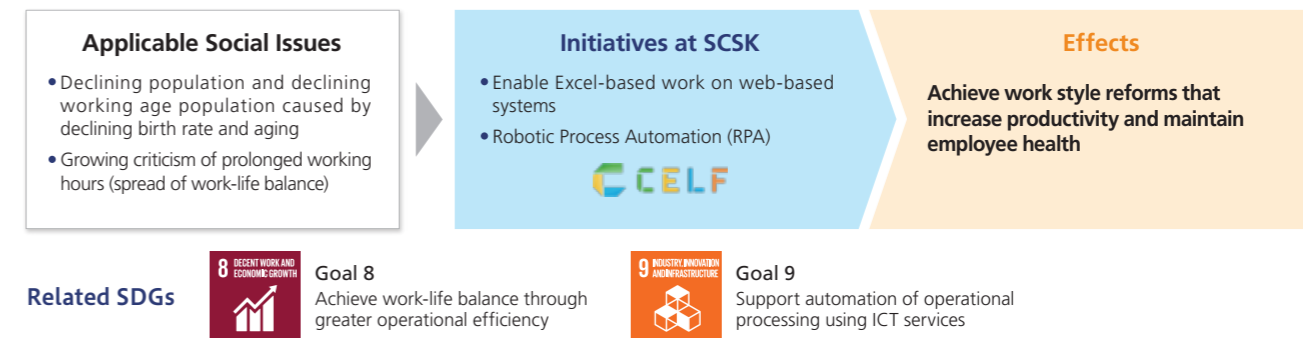 Applicable Social Issues
• Declining population and declining
working age population caused by
declining birth rate and aging
• Growing criticism of prolonged working
hours (spread of work-life balance)
Initiatives at SCSK
• Enable Excel-based work on web-based
systems
• Robotic Process Automation (RPA)
CELF
Effects
Achieve work style reforms that
increase productivity and maintain
employee health
Related SDGs
8 DECENT WORK AND
ECONOMIC GROWTH
Goal 8
Achieve work-life balance through
greater operational efficiency
9 INDUSTRY, INNOVATION
AND INFRASTRUCTURE
Goal 9
Support automation of operational
processing using ICT services